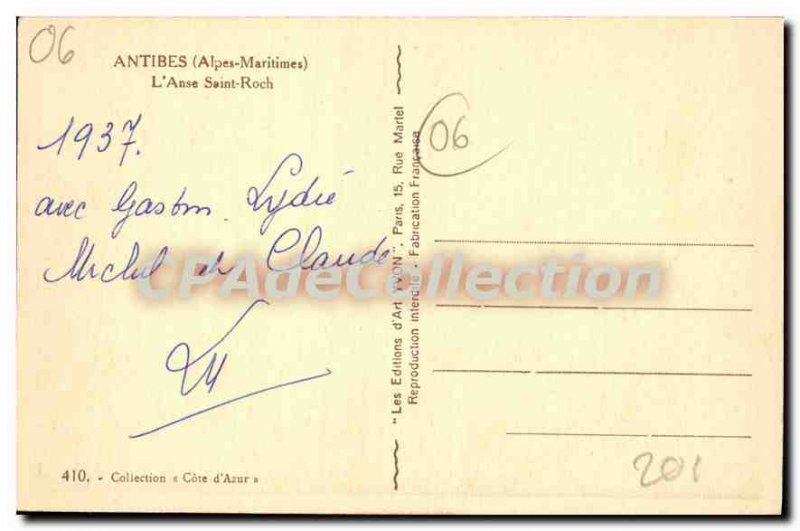 06
ANTIBES (Alpes-Maritimes)
L'Anse Saint-Roch
1937.
avec Gaston Lydie
Michel et Claude
410. - Collection « Côte d'Azur »
"Les Editions d'Art YVON", Paris, 15, Rue Martel
Reproduction interdite. Fabrication Française
06
201
CPAdeCollection